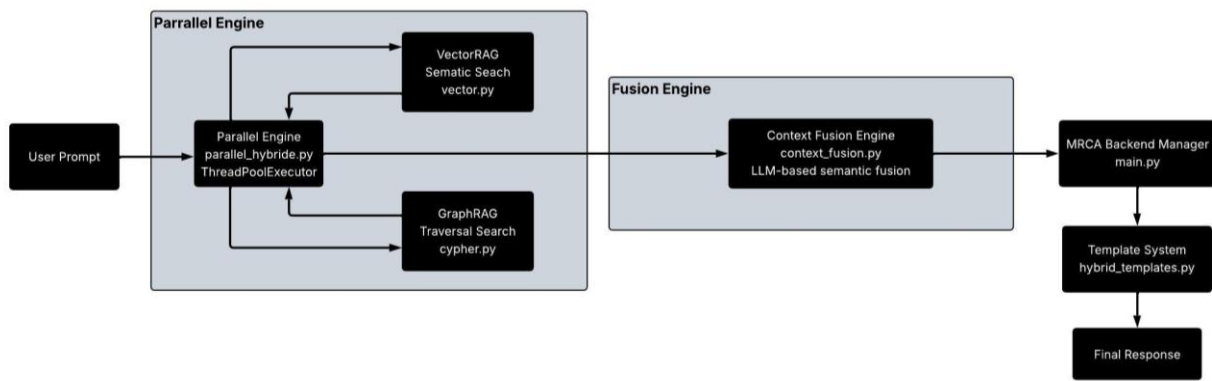 Parrallel Engine
VectorRAG
Sematic Seach
vector.py
Fusion Engine
User Prompt
Parallel Engine
parallel_hybride.py
ThreadPoolExecutor
Context Fusion Engine
context_fusion.py
LLM-based semantic fusion
MRCA Backend Manager
main.py
GraphRAG
Traversal Search
cypher.py
Template System
hybrid_templates.py
Final Response